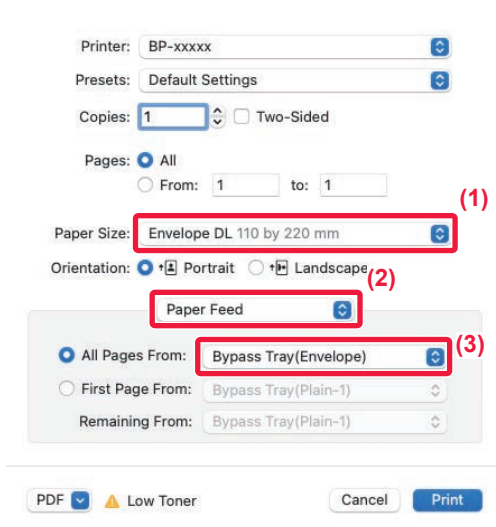 Printer: BP-xxxxx
Presets: Default Settings
Copies: 1 Two-Sided
Pages: All
From: 1 to: 1
(1)
Paper Size: Envelope DL 110 by 220 mm
Orientation: Portrait Landscape
(2)
Paper Feed
(3)
All Pages From: Bypass Tray(Envelope)
First Page From: Bypass Tray(Plain-1)
Remaining From: Bypass Tray(Plain-1)
PDF Low Toner Cancel Print